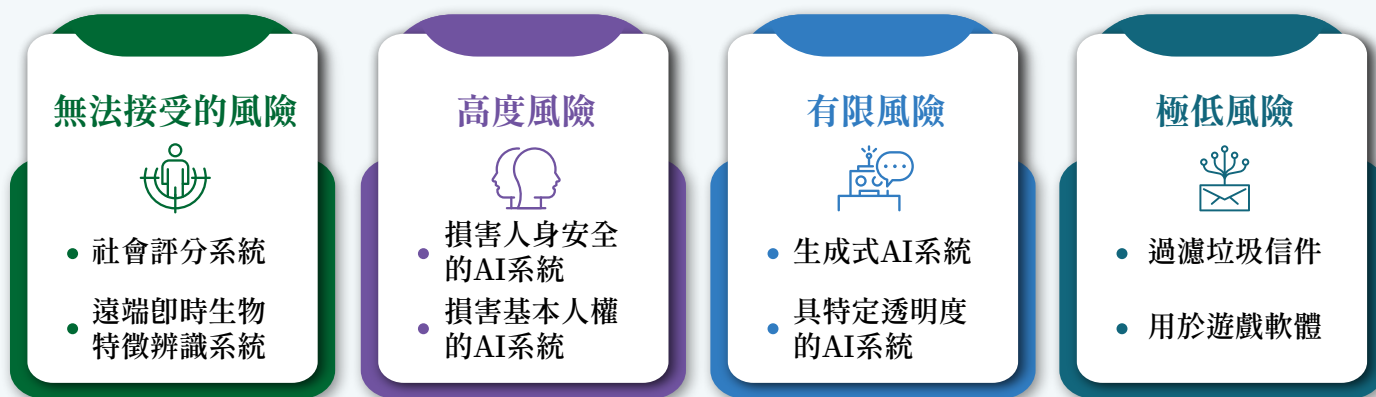 無法接受的風險
社會評分系統
遠端即時生物
特徵辨識系統
高度風險
損害人身安全
的AI系統
損害基本人權
的AI系統
有限風險
生成式AI系統
具特定透明度
的AI系統
極低風險
過濾垃圾信件
用於遊戲軟體